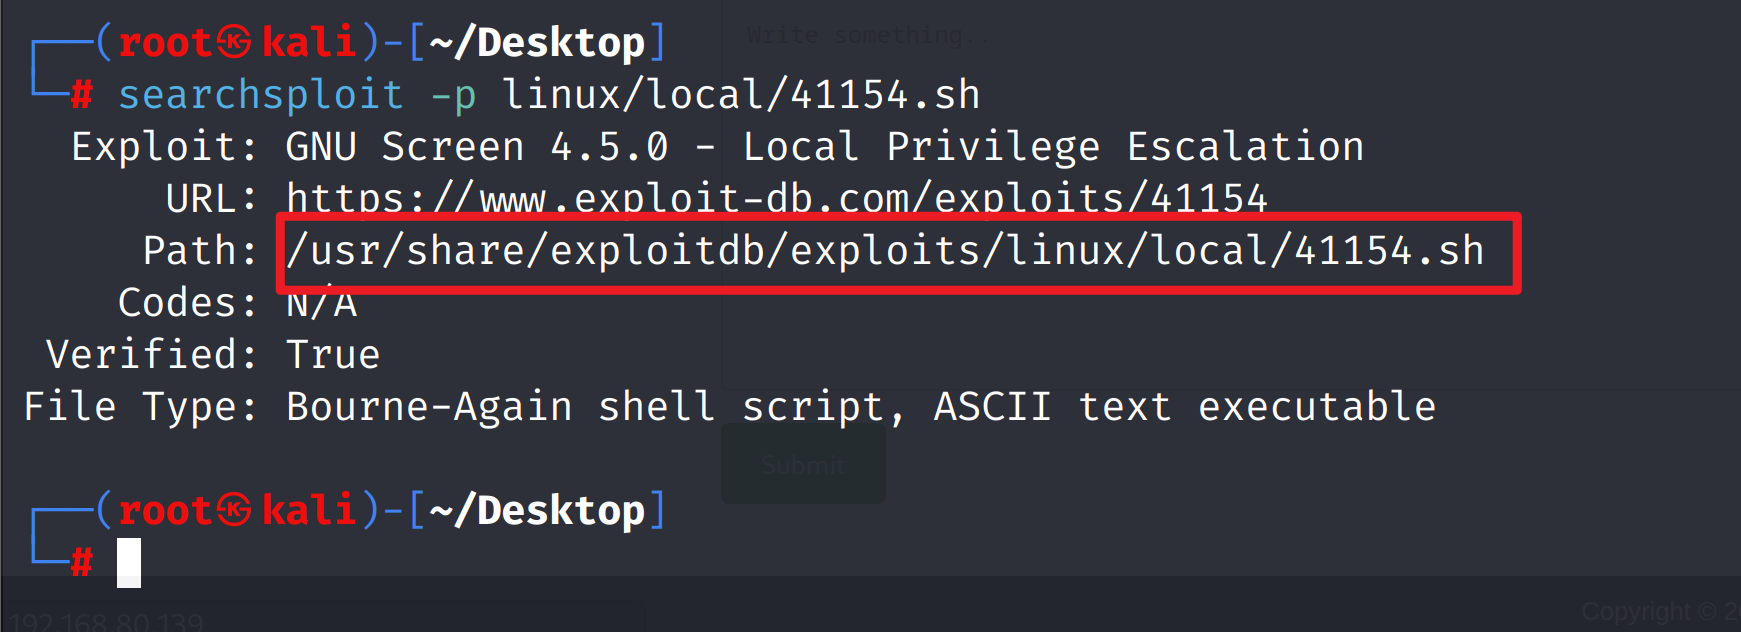 (root㉿kali)-[~/Desktop]
Write something..
# searchsploit -p linux/local/41154.sh
Exploit: GNU Screen 4.5.0 - Local Privilege Escalation
URL: https://www.exploit-db.com/exploits/41154
Path: /usr/share/exploitdb/exploits/linux/local/41154.sh
Codes: N/A
Verified: True
File Type: Bourne-Again shell script, ASCII text executable
Submit
(root㉿kali)-[~/Desktop]
#
192.168.80.139
Copyright © 2